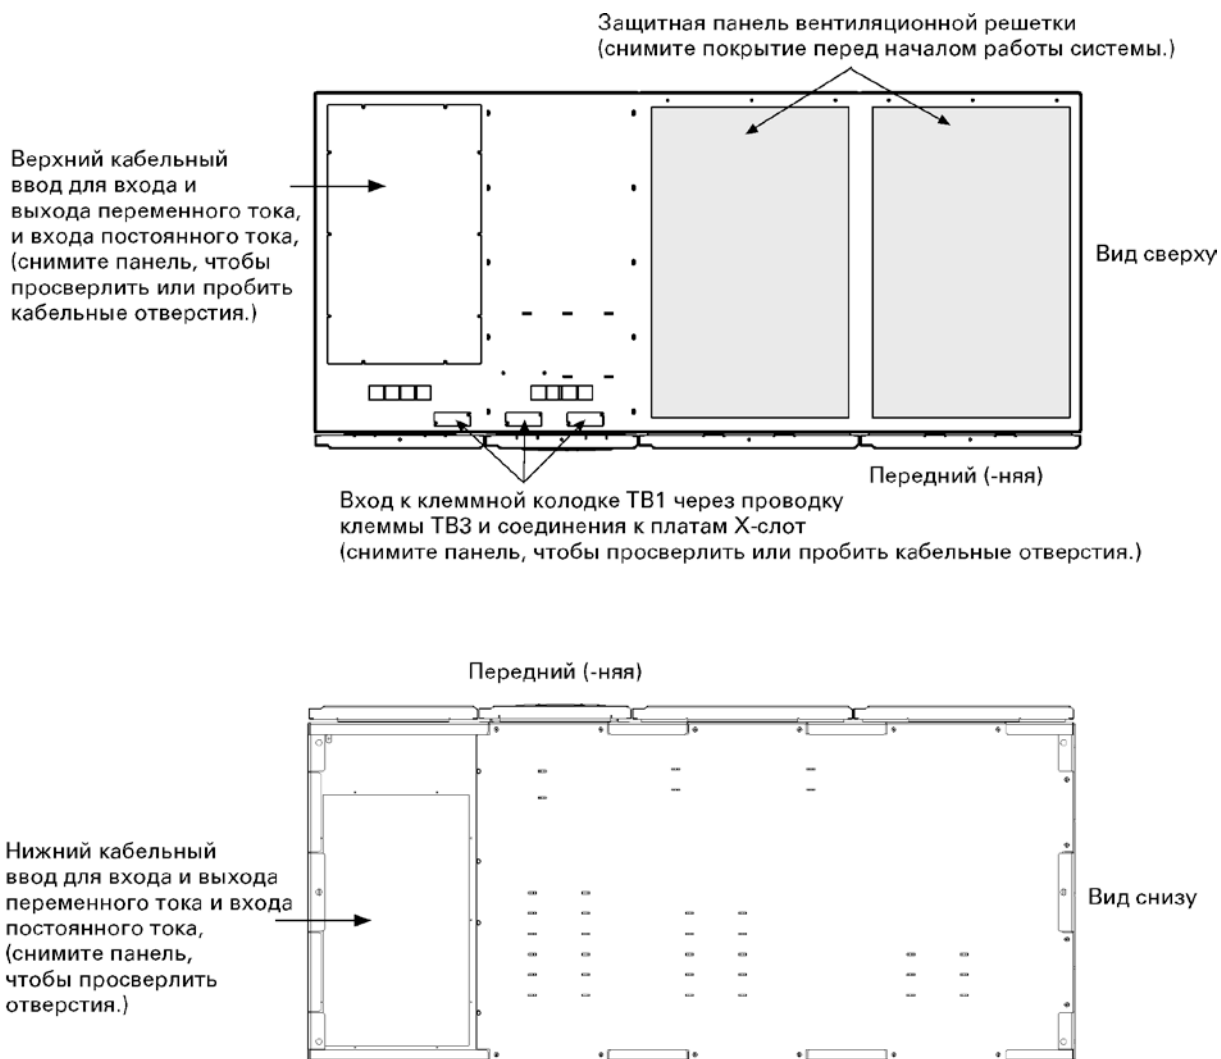 Защитная панель вентиляционной решетки
(снимите покрытие перед началом работы системы.)
Верхний кабельный
ввод для входа и
выхода переменного тока,
и входа постоянного тока,
(снимите панель, чтобы
просверлить или пробить
кабельные отверстия.)
Вид сверху
Передний (-няя)
Вход к клеммной колодке TB1 через проводку
клеммы TB3 и соединения к платам X-слот
(снимите панель, чтобы просверлить или пробить кабельные отверстия.)
Передний (-няя)
Нижний кабельный
ввод для входа и выхода
переменного тока и входа
постоянного тока,
(снимите панель,
чтобы просверлить
отверстия.)
Вид снизу